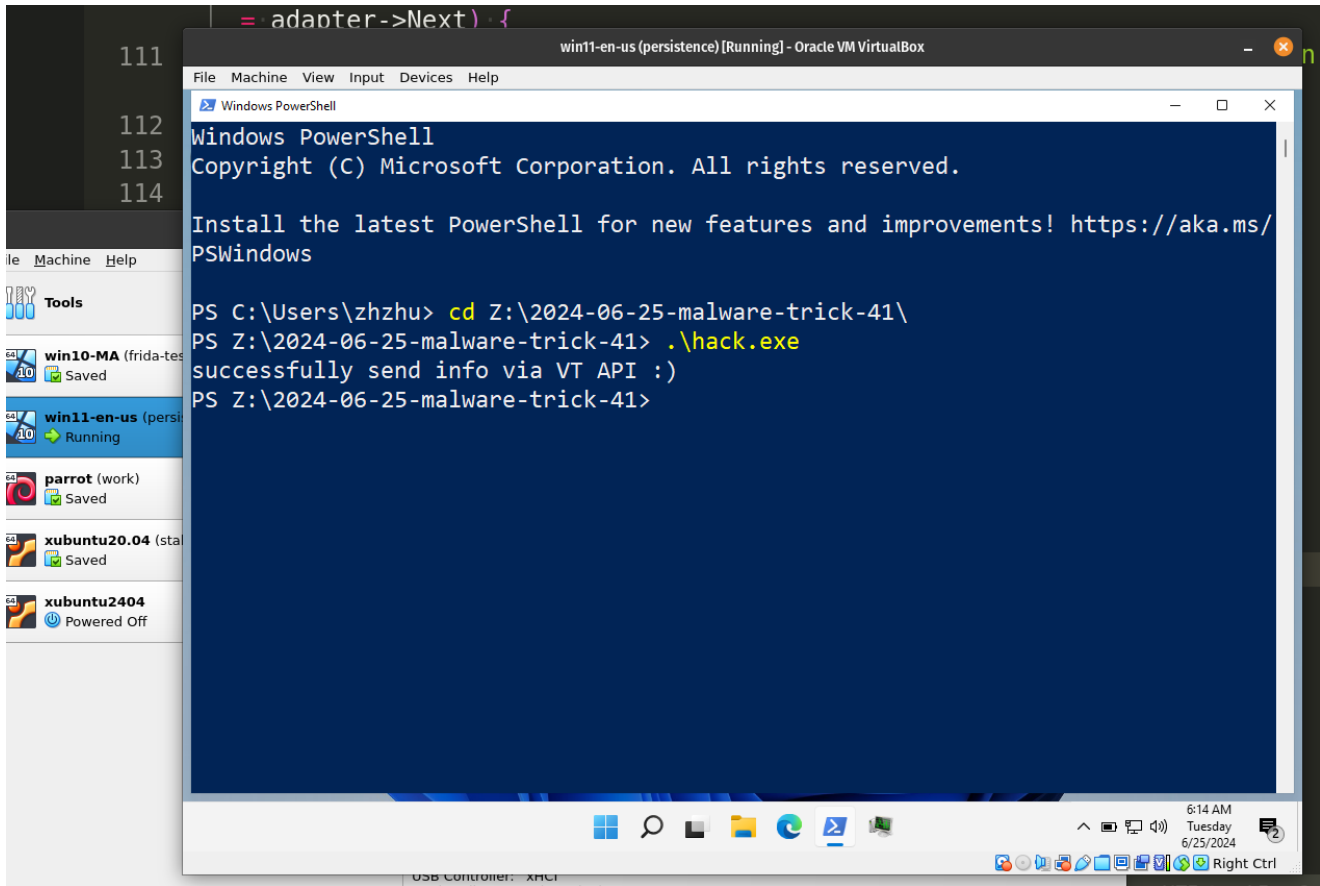 = adapter->Next) {
111
112
113
114
win11-en-us (persistence) [Running] - Oracle VM VirtualBox
File Machine View Input Devices Help
Windows PowerShell
Windows PowerShell
Copyright (C) Microsoft Corporation. All rights reserved.
Install the latest PowerShell for new features and improvements! https://aka.ms/
PSWindows
PS C:\Users\zhzhu> cd Z:\2024-06-25-malware-trick-41\
PS Z:\2024-06-25-malware-trick-41> .\hack.exe
successfully send info via VT API :)
PS Z:\2024-06-25-malware-trick-41>
ile Machine Help
Tools
win10-MA (frida-tes
Saved
win11-en-us (persi
Running
parrot (work)
Saved
xubuntu20.04 (sta
Saved
xubuntu2404
Powered Off
6:14 AM
Tuesday
6/25/2024
2
Right Ctrl
USB Controller: xHCI